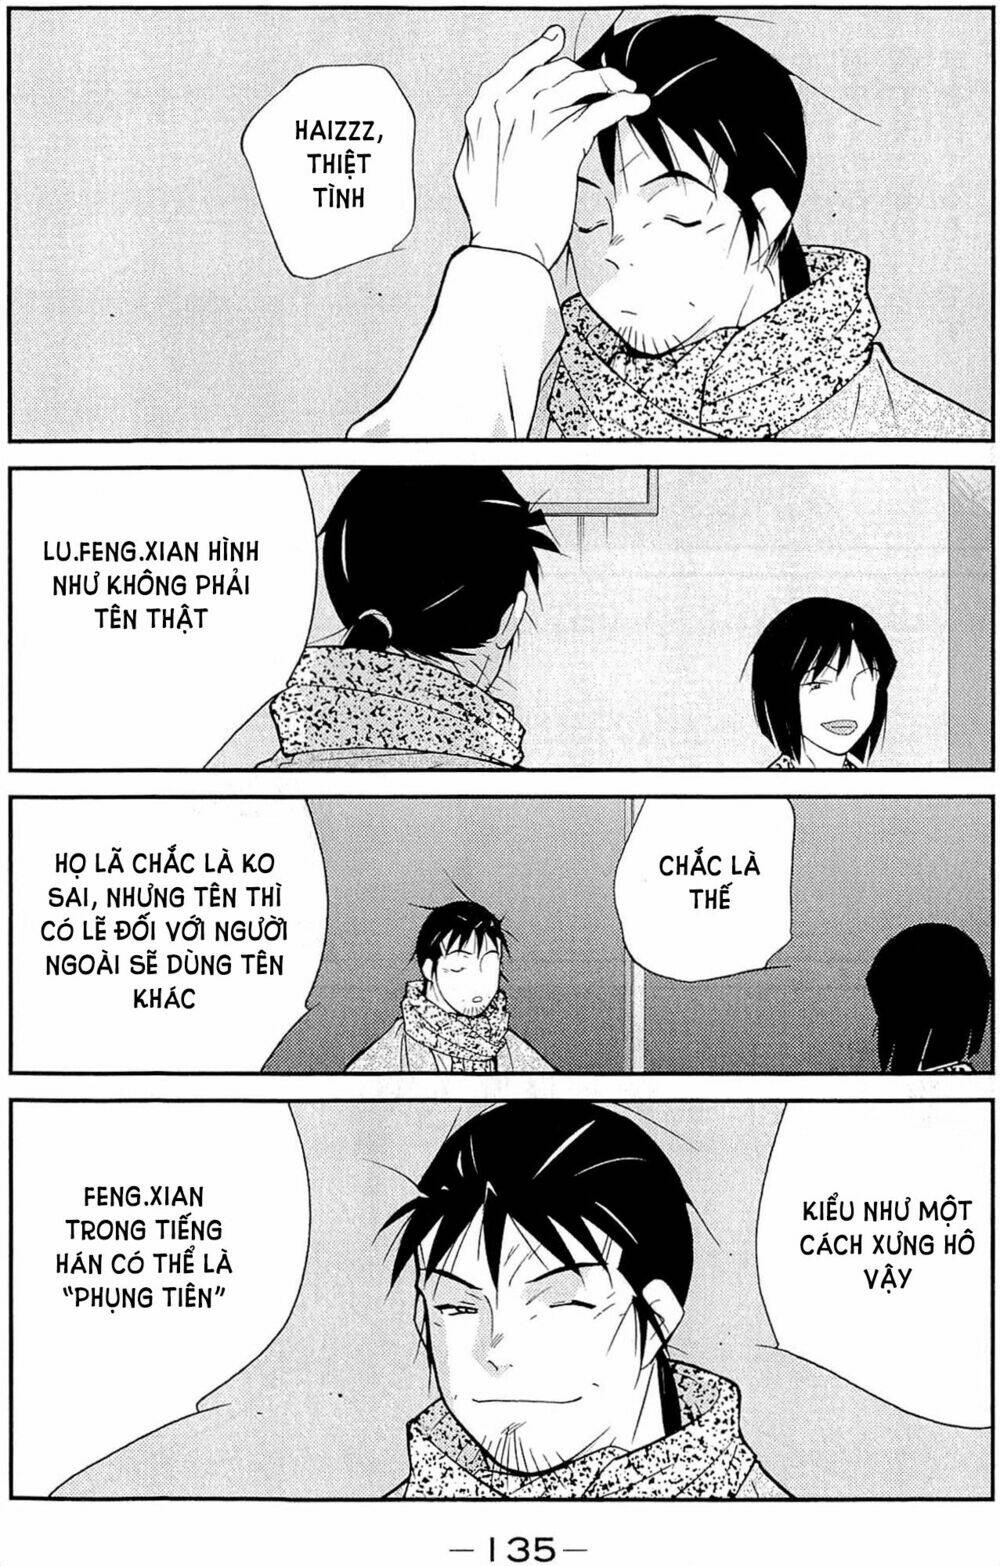 HAIZZZ,
THIỆT
TÌNH
LU.FENG.XIAN HÌNH
NHƯ KHÔNG PHẢI
TÊN THẬT
CHẮC LÀ
THẾ
HỌ LÃ CHẮC LÀ KO
SAI, NHƯNG TÊN THÌ
CÓ LẼ ĐỐI VỚI NGƯỜI
NGOÀI SẼ DÙNG TÊN
KHÁC
KIỂU NHƯ MỘT
CÁCH XƯNG HÔ
VẬY
FENG.XIAN
TRONG TIẾNG
HÁN CÓ THỂ LÀ
“PHỤNG TIÊN”
—135—